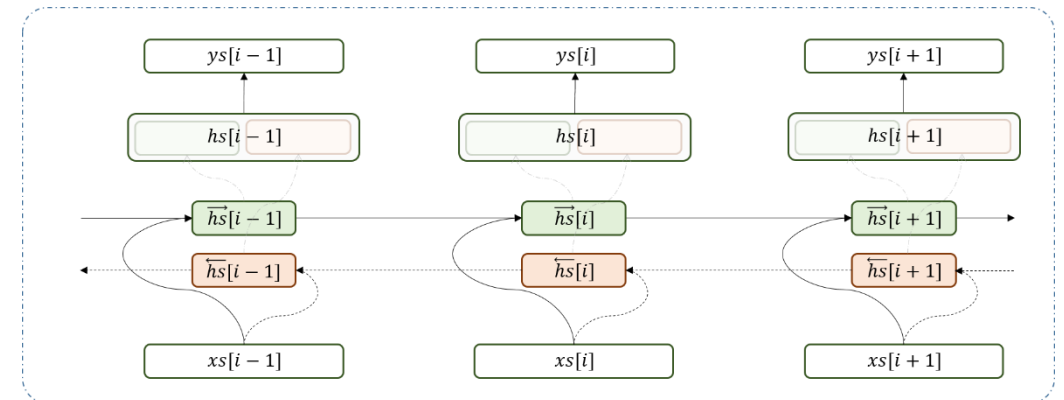 ys[i − 1] ys[i] ys[i + 1]
hs[i − 1] hs[i] hs[i + 1]
→hs[i − 1] →hs[i] →hs[i + 1]
←hs[i − 1] ←hs[i] ←hs[i + 1]
xs[i − 1] xs[i] xs[i + 1]